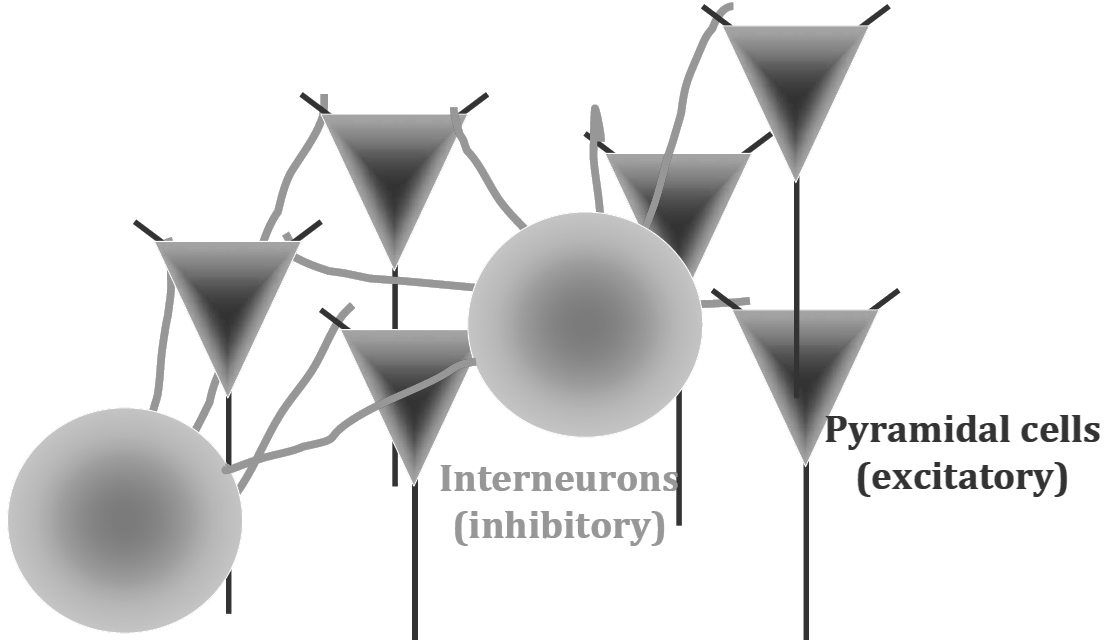 Pyramidal cells
(excitatory)
Interneurons
(inhibitory)